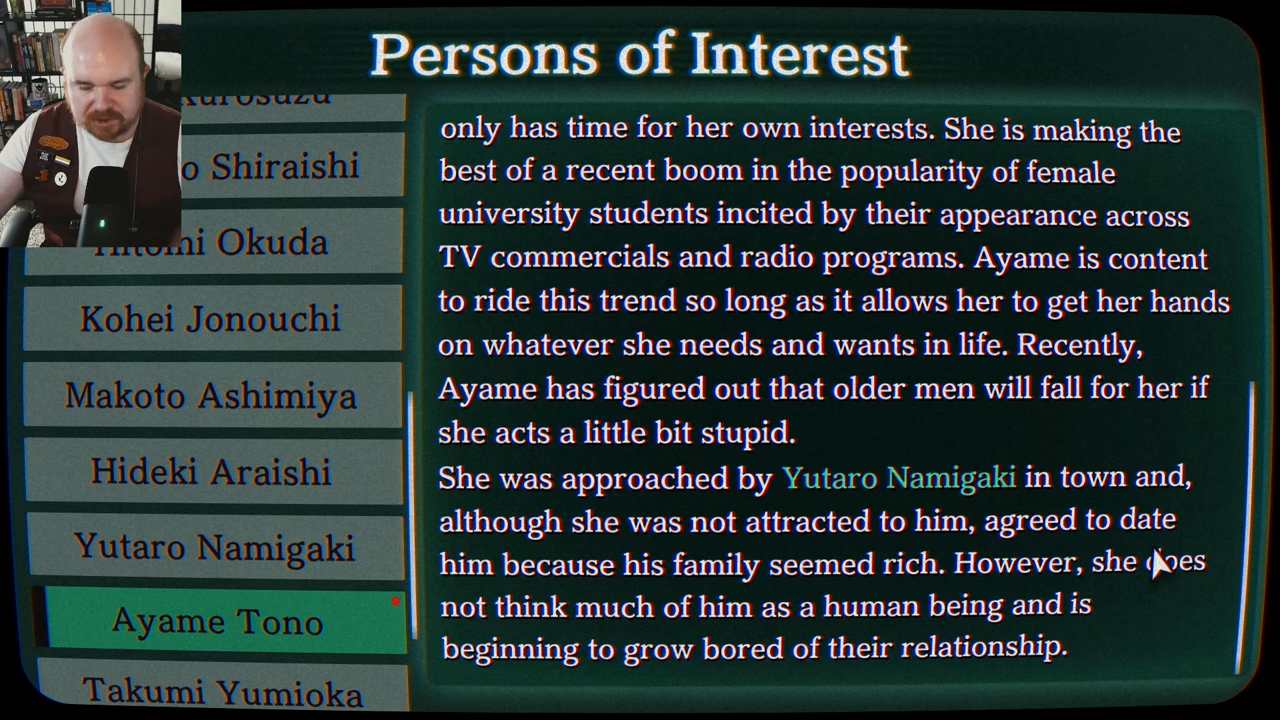 Persons of Interest
Shiraishi
Okuda
Kohei Jonouchi
Makoto Ashimiya
Hideki Araishi
Yutaro Namigaki
Ayame Tono
Takumi Yumioka
only has time for her own interests. She is making the
best of a recent boom in the popularity of female
university students incited by their appearance across
TV commercials and radio programs. Ayame is content
to ride this trend so long as it allows her to get her hands
on whatever she needs and wants in life. Recently,
Ayame has figured out that older men will fall for her if
she acts a little bit stupid.
She was approached by Yutaro Namigaki in town and,
although she was not attracted to him, agreed to date
him because his family seemed rich. However, she does
not think much of him as a human being and is
beginning to grow bored of their relationship.